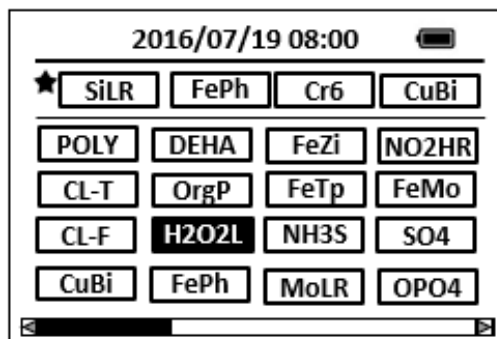 2016/07/19 08:00
SiLR FePh Cr6 CuBi
POLY DEHA FeZi NO2HR
CL-T OrgP FeTp FeMo
CL-F H2O2L NH3S SO4
CuBi FePh MoLR OPO4